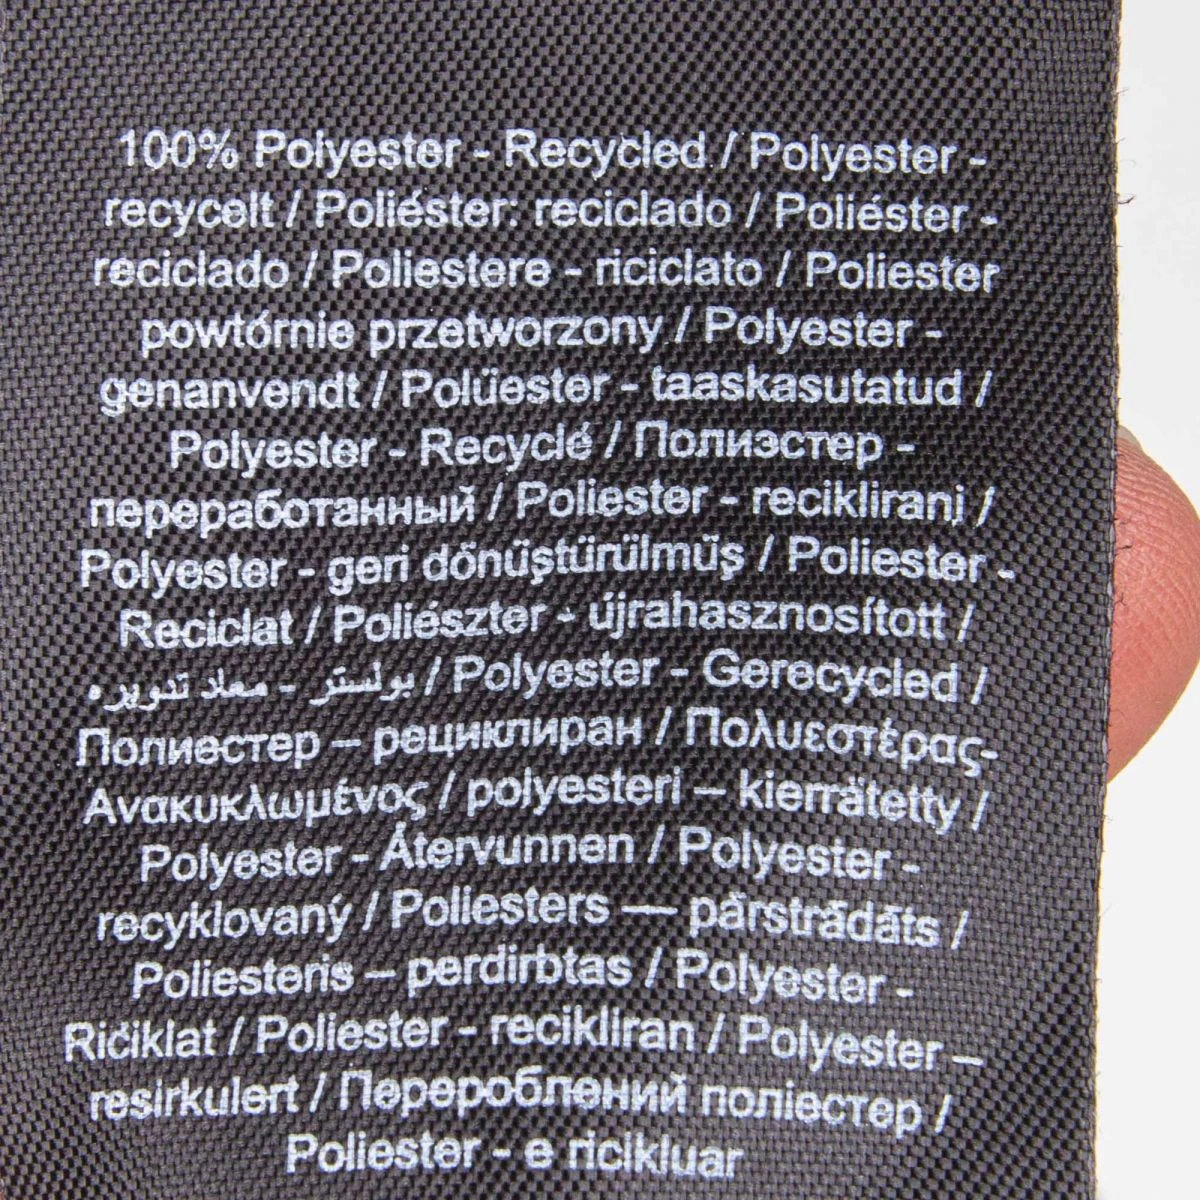 100% Polyester - Recycled / Polyester -
recycelt / Poliéster: reciclado / Poliéster -
reciclado / Poliestere - riciclato / Poliester
powtórnie przetworzony / Polyester -
genanvendt / Polüester - taaskasutatud /
Polyester - Recyclé / Полиэстер -
переработанный / Poliester - reciklirani /
Polyester - geri dönüştürülmüş / Poliester -
Reciclat / Poliészter - újrahasznosított /
بولستر - معاد تدويره / Polyester - Gerecycled /
Полиестер – рециклиран / Πολυεστέρας-
Ανακυκλωμένος / polyesteri – kierrätetty /
Polyester - Återvunnen / Polyester -
recyklovaný / Poliesters — pārstrādāts /
Poliesteris – perdirbtas / Polyester -
Riċiklat / Poliester - recikliran / Polyester –
resirkulert / Перероблений поліестер /
Poliester - e ricikluar